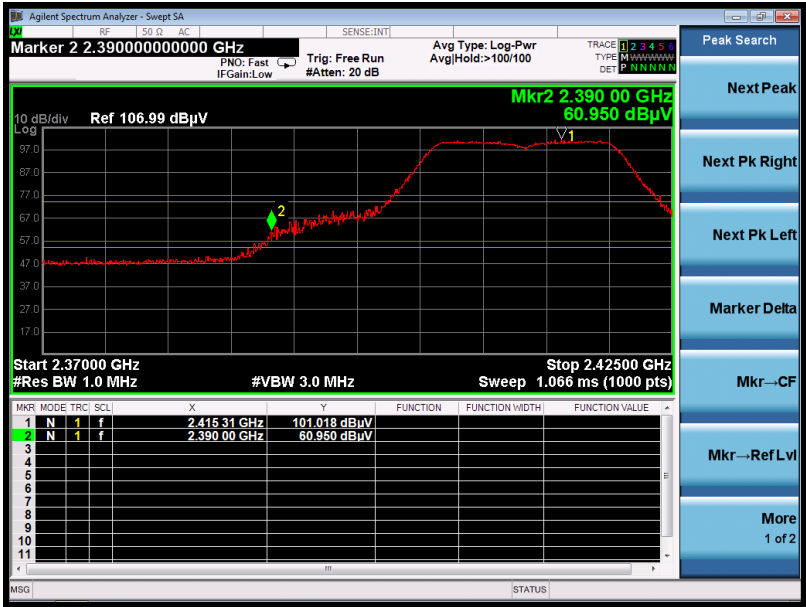 Agilent Spectrum Analyzer - Swept SA
LXI RF 50 Ω AC SENSE:INT
Marker 2 2.390000000000 GHz
PNO: Fast
IFGain:Low
Trig: Free Run
#Atten: 20 dB
Avg Type: Log-Pwr
Avg|Hold:>100/100
TRACE 1 2 3 4 5 6
TYPE M WWWWW
DET P N N N N N
Peak Search
Next Peak
Next Pk Right
Next Pk Left
Marker Delta
Mkr→CF
Mkr→Ref Lvl
More
1 of 2
Mkr2 2.390 00 GHz
60.950 dBµV
10 dB/div Ref 106.99 dBµV
Log
97.0
87.0
77.0
67.0
57.0
47.0
37.0
27.0
17.0
1
2
Start 2.37000 GHz Stop 2.42500 GHz
#Res BW 1.0 MHz #VBW 3.0 MHz Sweep 1.066 ms (1000 pts)
MKR MODE TRC SCL X Y FUNCTION FUNCTION WIDTH FUNCTION VALUE
1 N 1 f 2.415 31 GHz 101.018 dBµV
2 N 1 f 2.390 00 GHz 60.950 dBµV
3
4
5
6
7
8
9
10
11
MSG STATUS